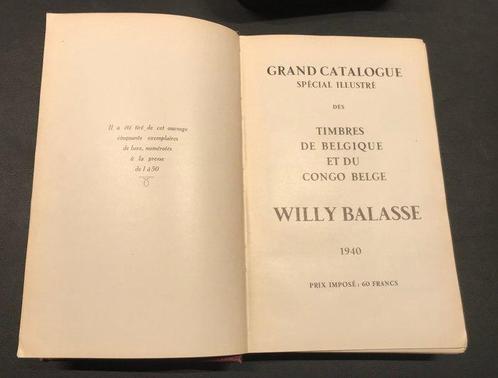 Il a été tiré de cet ouvrage
cinquante exemplaires
de luxe, numérotés
à la presse
de 1 à 50
GRAND CATALOGUE
SPÉCIAL ILLUSTRÉ
DES
TIMBRES
DE BELGIQUE
ET DU
CONGO BELGE
WILLY BALASSE
1940
PRIX IMPOSÉ : 60 FRANCS